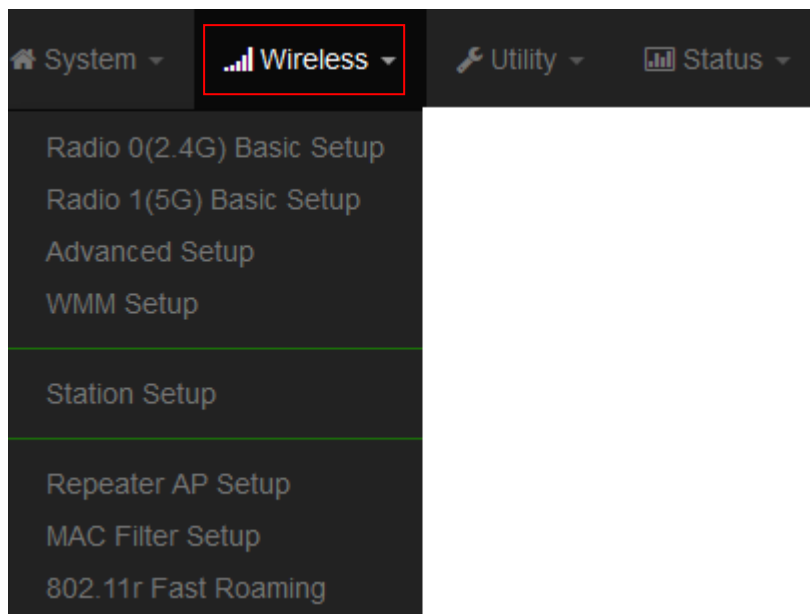 System Wireless Utility Status
Radio 0(2.4G) Basic Setup
Radio 1(5G) Basic Setup
Advanced Setup
WMM Setup
Station Setup
Repeater AP Setup
MAC Filter Setup
802.11r Fast Roaming